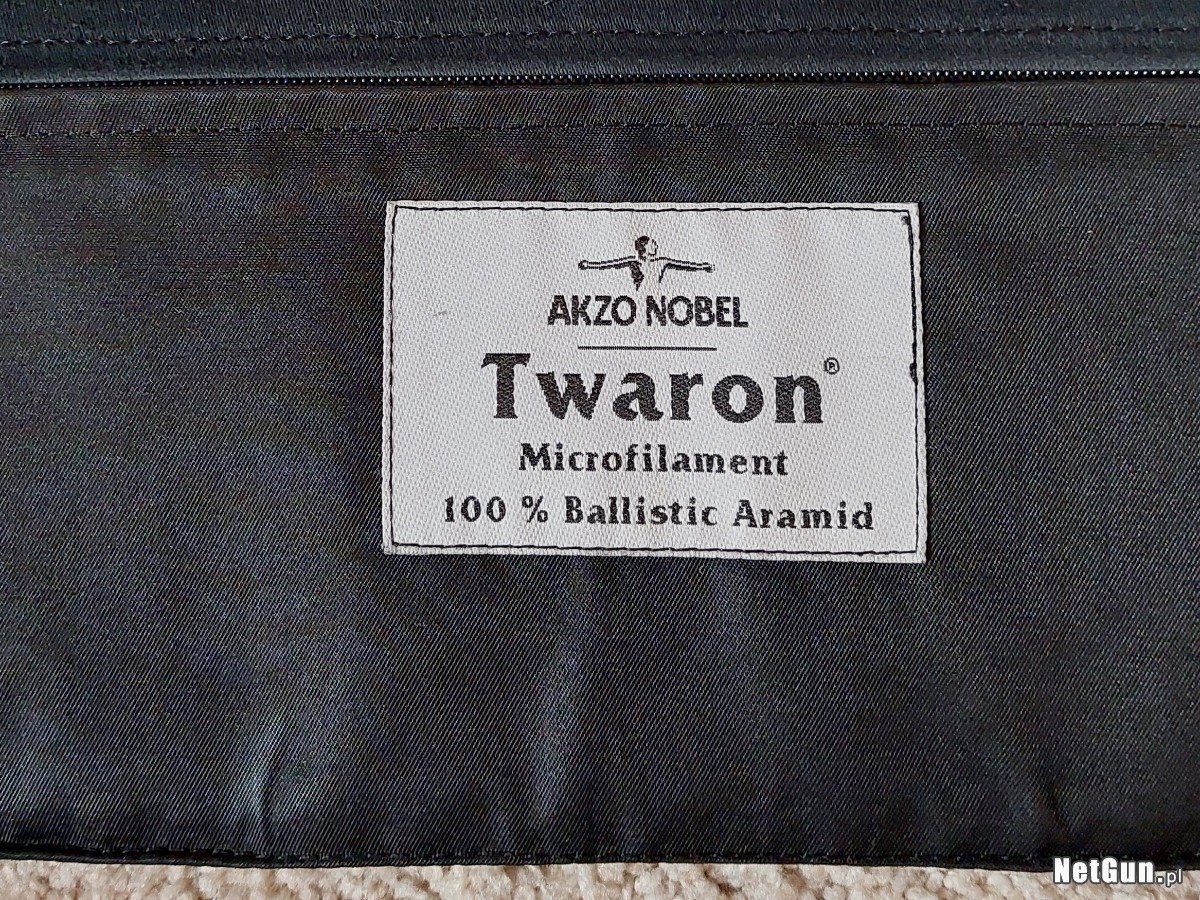 AKZO NOBEL
Twaron®
Microfilament
100 % Ballistic Aramid
NetGun.pl